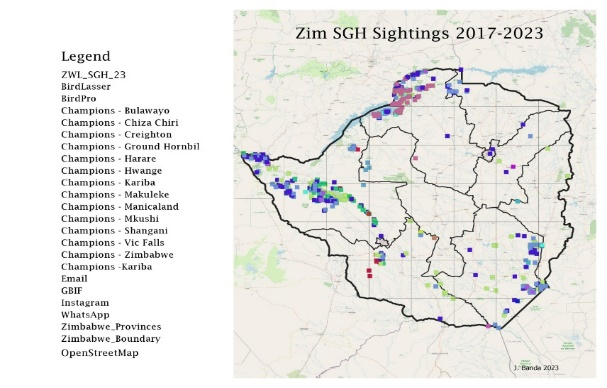 Zim SGH Sightings 2017-2023
Legend
ZWL_SGH_23
BirdLasser
BirdPro
Champions - Bulawayo
Champions - Chiza Chiri
Champions - Creighton
Champions - Ground Hornbil
Champions - Harare
Champions - Hwange
Champions - Kariba
Champions - Makuleke
Champions - Manicaland
Champions - Mkushi
Champions - Shangani
Champions - Vic Falls
Champions - Zimbabwe
Champions -Kariba
Email
GBIF
Instagram
WhatsApp
Zimbabwe_Provinces
Zimbabwe_Boundary
OpenStreetMap
J. Banda 2023